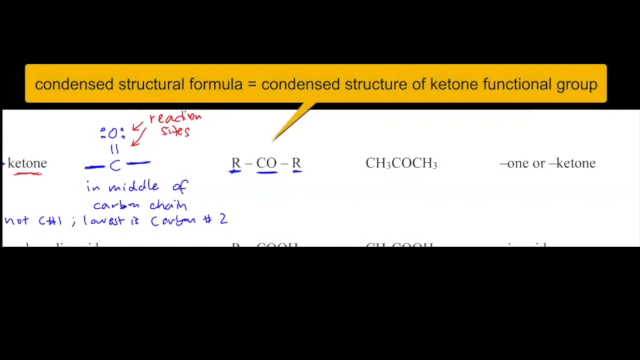 condensed structural formula = condensed structure of ketone functional group
reaction
sites
O
ketone
C
R – CO – R
CH₃COCH₃
–one or –ketone
in middle of
carbon chain
not C#1 ; lowest is Carbon # 2